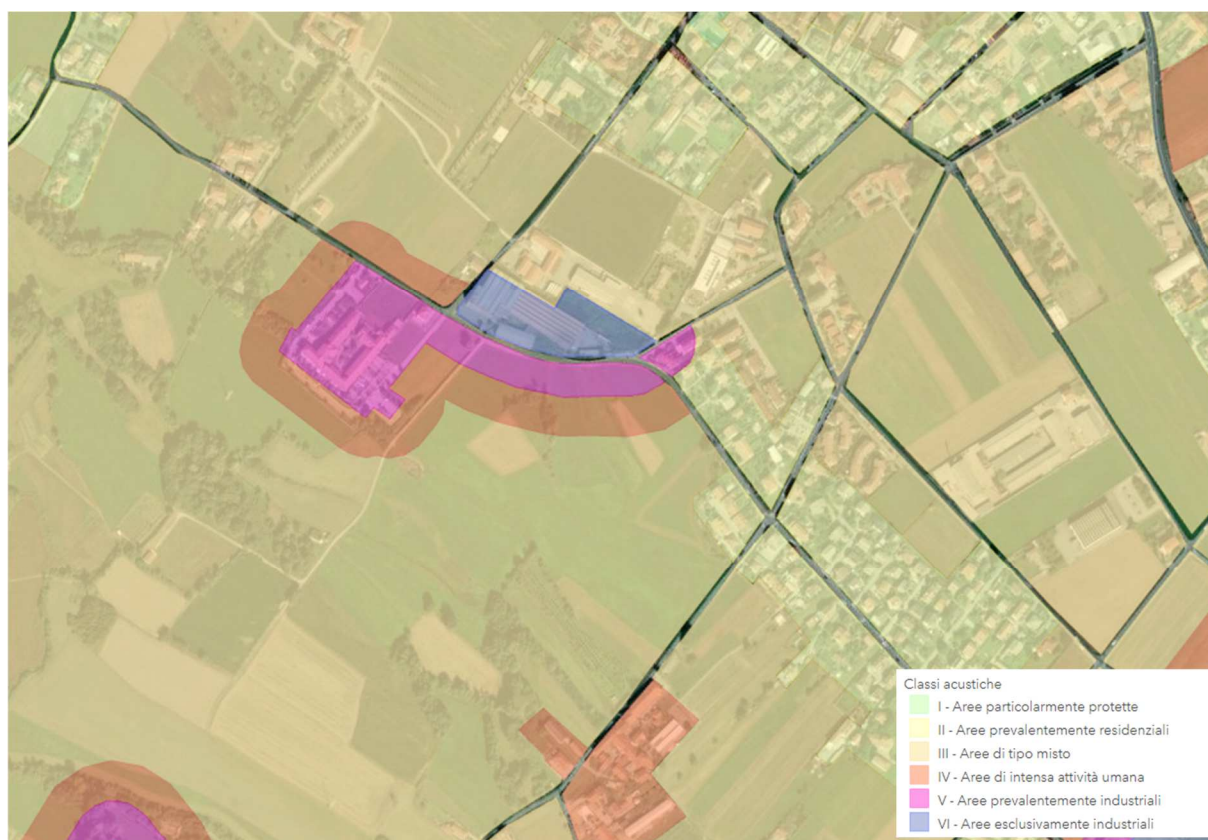 Classi acustiche
I - Aree particolarmente protette
II - Aree prevalentemente residenziali
III - Aree di tipo misto
IV - Aree di intensa attività umana
V - Aree prevalentemente industriali
VI - Aree esclusivamente industriali